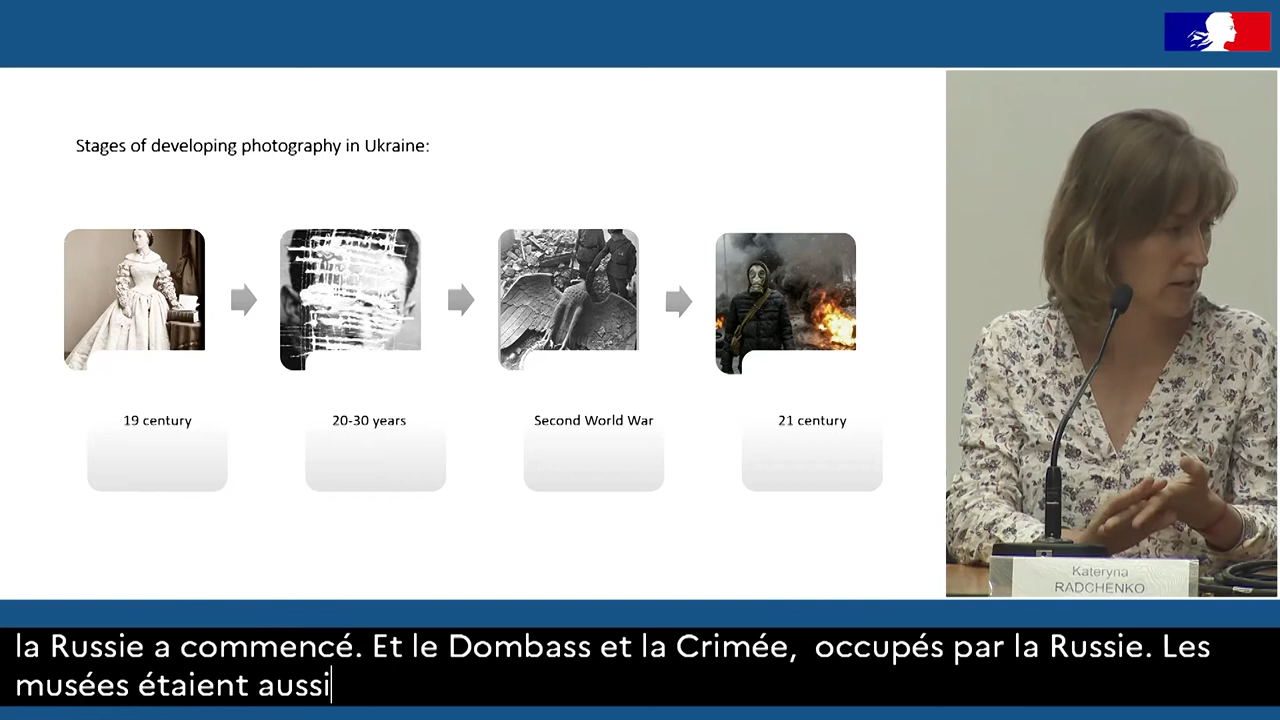 Stages of developing photography in Ukraine:
19 century
20-30 years
Second World War
21 century
Kateryna
RADCHENKO
la Russie a commencé. Et le Dombass et la Crimée, occupés par la Russie. Les
musées étaient aussi